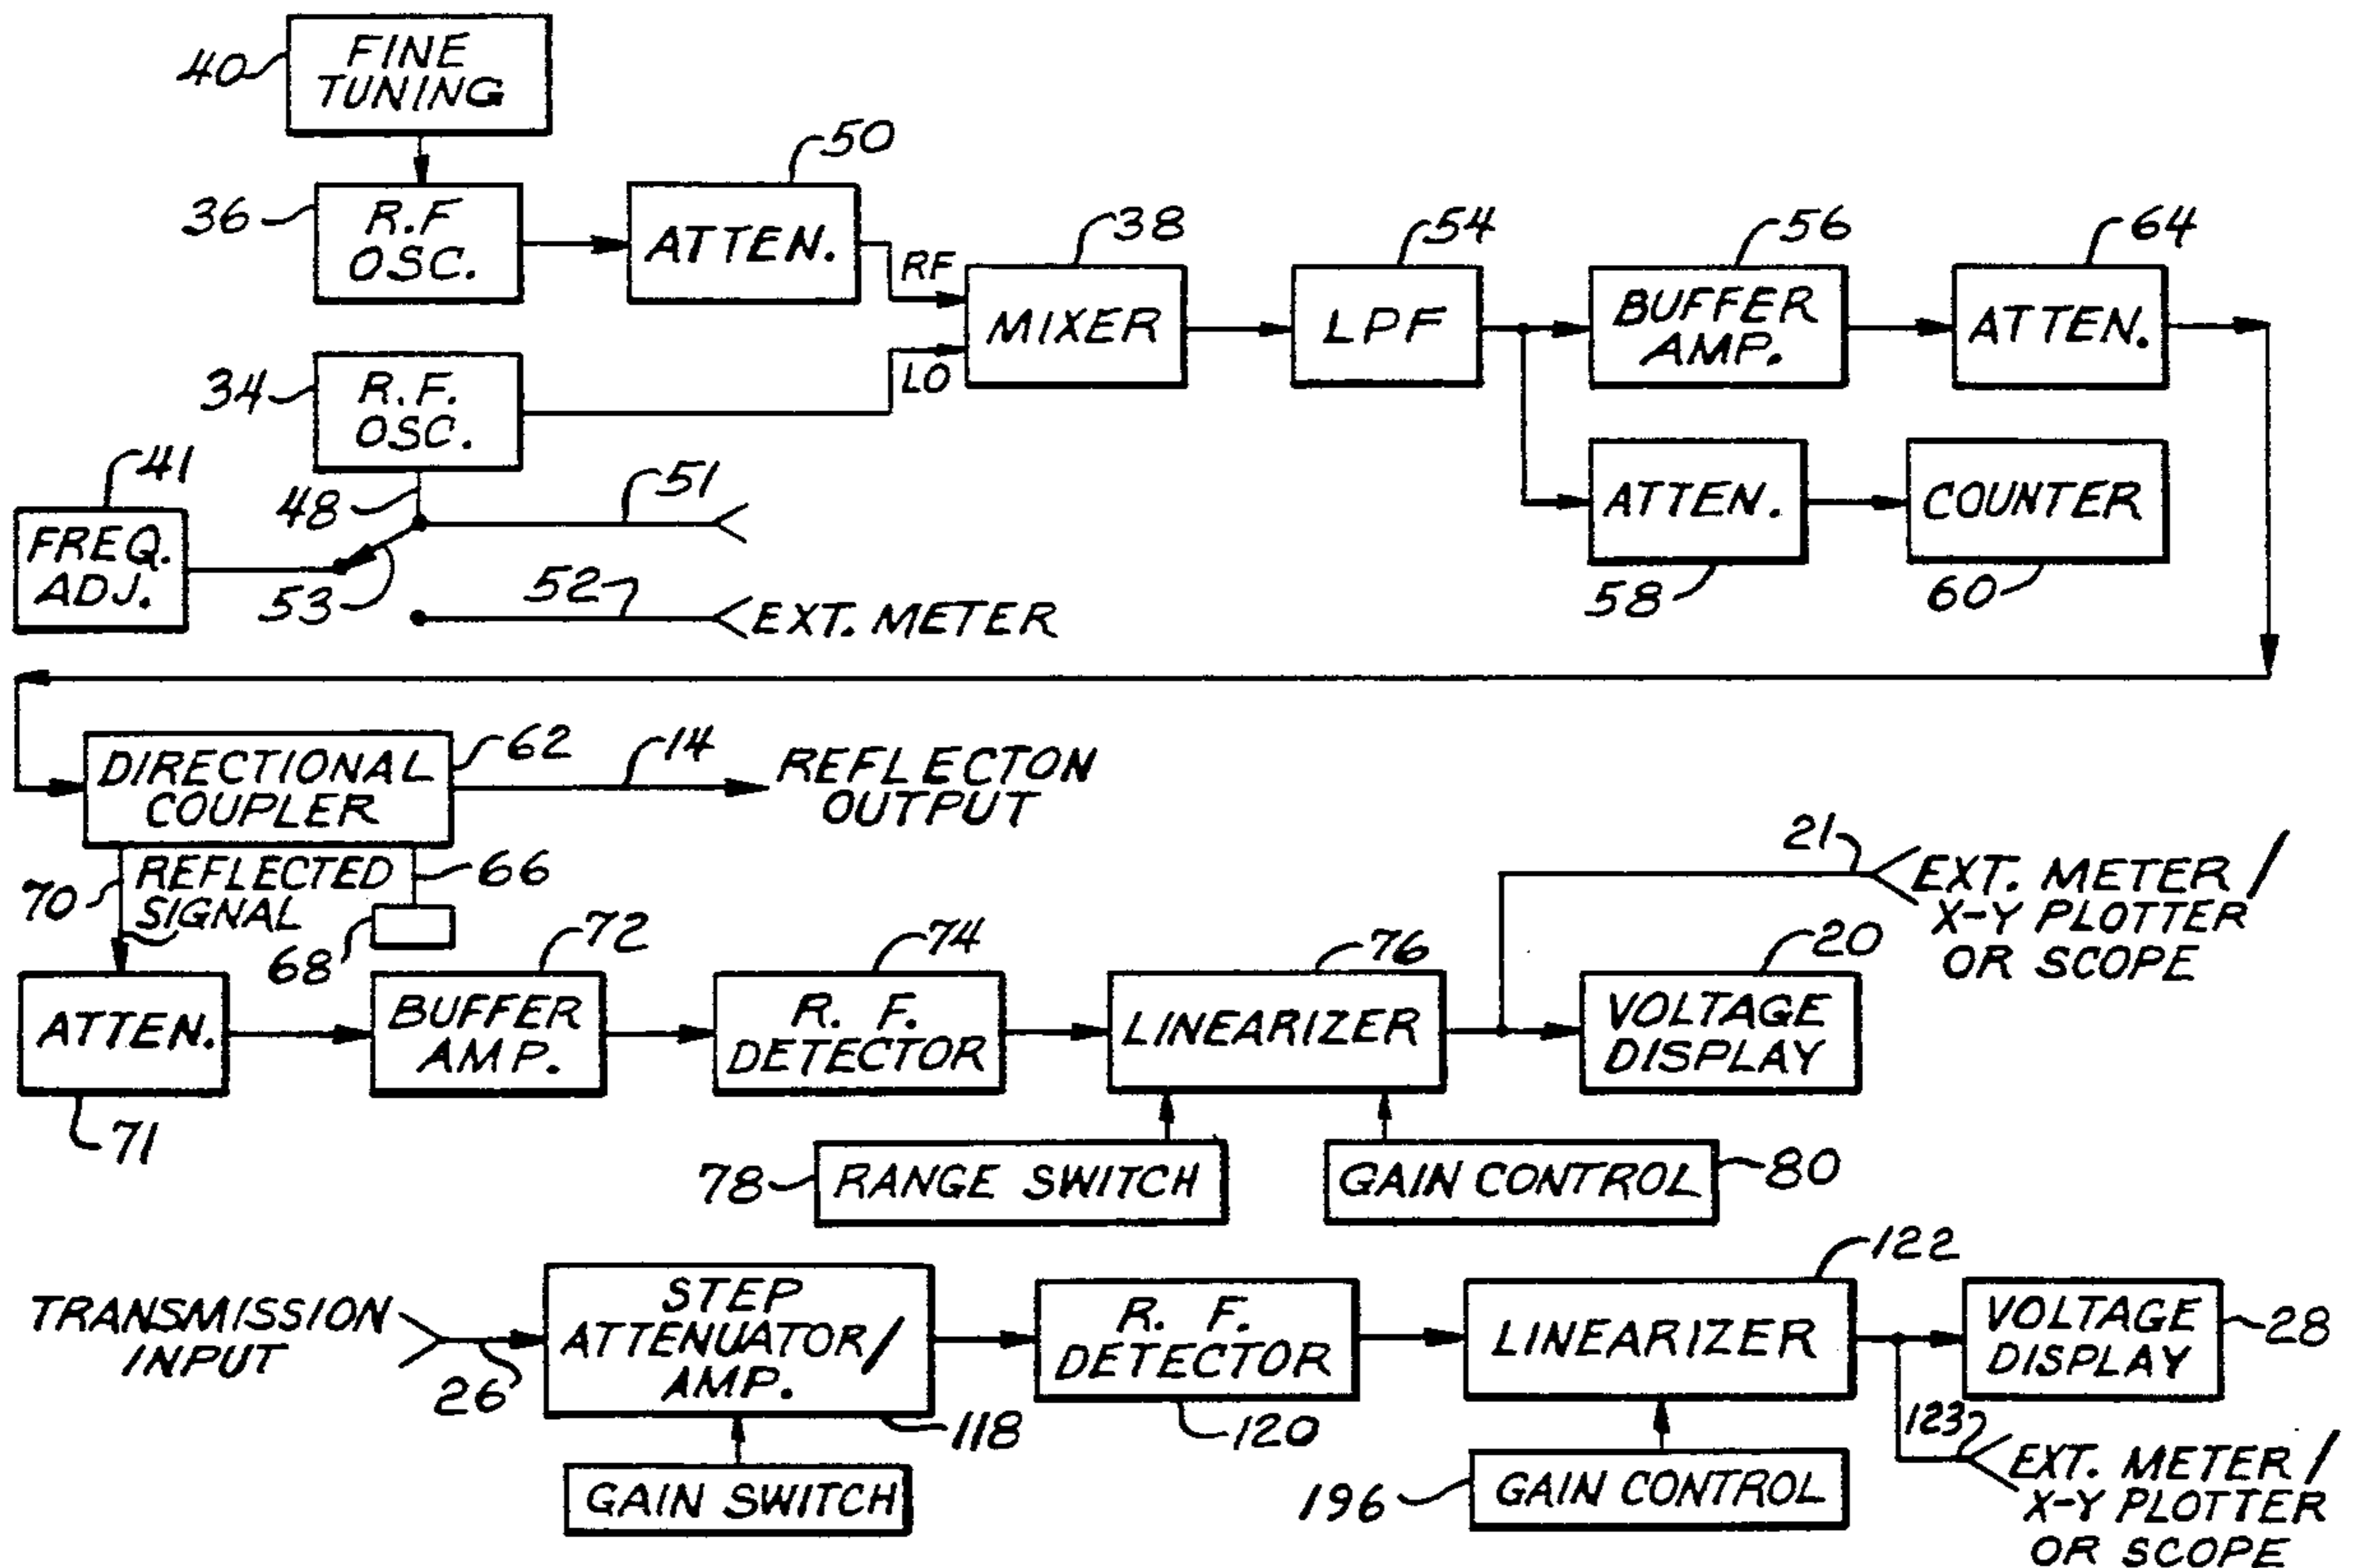 40
FINE
TUNING
50
36
R.F
OSC.
ATTEN.
RF
38
54
56
64
MIXER
LPF
BUFFER
AMP.
ATTEN.
34
R.F.
OSC.
LO
41
48
51
FREQ.
ADJ.
53
52
EXT. METER
ATTEN.
COUNTER
58
60
DIRECTIONAL
COUPLER
62
14
REFLECTON
OUTPUT
70
REFLECTED
SIGNAL
66
68
21
EXT. METER /
X-Y PLOTTER
OR SCOPE
72
74
76
20
ATTEN.
BUFFER
AMP.
R. F.
DETECTOR
LINEARIZER
VOLTAGE
DISPLAY
71
78
RANGE SWITCH
GAIN CONTROL
80
122
TRANSMISSION
INPUT
26
STEP
ATTENUATOR/
AMP.
R. F.
DETECTOR
LINEARIZER
VOLTAGE
DISPLAY
28
118
120
123
GAIN SWITCH
196
GAIN CONTROL
EXT. METER /
X-Y PLOTTER
OR SCOPE